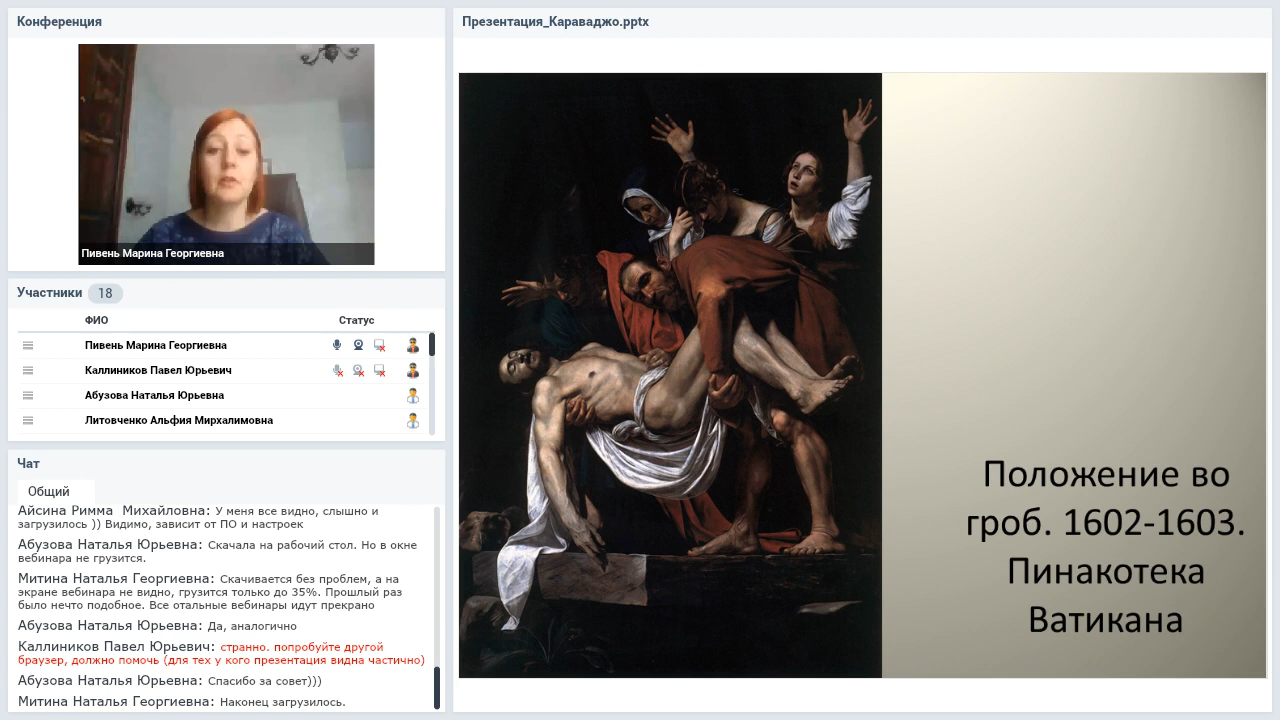 Конференция
Пивень Марина Георгиевна
Участники 18
ФИО Статус
Пивень Марина Георгиевна
Каллиников Павел Юрьевич
Абузова Наталья Юрьевна
Литовченко Альфия Мирхалимовна
Чат
Общий
Айсина Римма Михайловна: У меня все видно, слышно и
загрузилось )) Видимо, зависит от ПО и настроек
Абузова Наталья Юрьевна: Скачала на рабочий стол. Но в окне
вебинара не грузится.
Митина Наталья Георгиевна: Скачивается без проблем, а на
экране вебинара не видно, грузится только до 35%. Прошлый раз
было нечто подобное. Все отальные вебинары идут прекрано
Абузова Наталья Юрьевна: Да, аналогично
Каллиников Павел Юрьевич: странно. попробуйте другой
браузер, должно помочь (для тех у кого презентация видна частично)
Абузова Наталья Юрьевна: Спасибо за совет)))
Митина Наталья Георгиевна: Наконец загрузилось.
Презентация_Караваджо.pptx
Положение во
гроб. 1602-1603.
Пинакотека
Ватикана